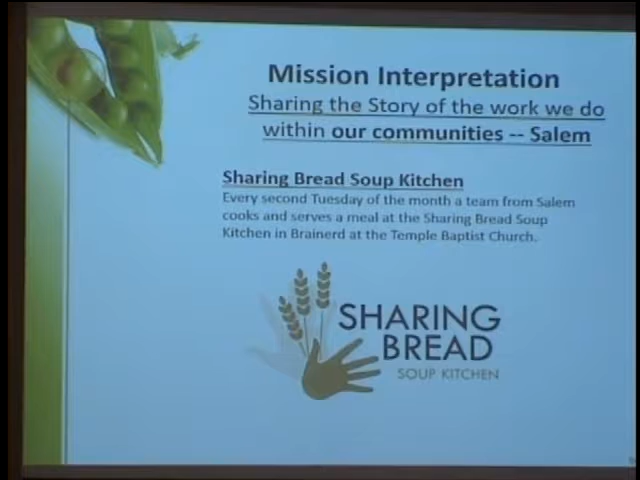 Mission Interpretation
Sharing the Story of the work we do
within our communities -- Salem
Sharing Bread Soup Kitchen
Every second Tuesday of the month a team from Salem
cooks and serves a meal at the Sharing Bread Soup
Kitchen in Brainerd at the Temple Baptist Church.
SHARING
BREAD
SOUP KITCHEN